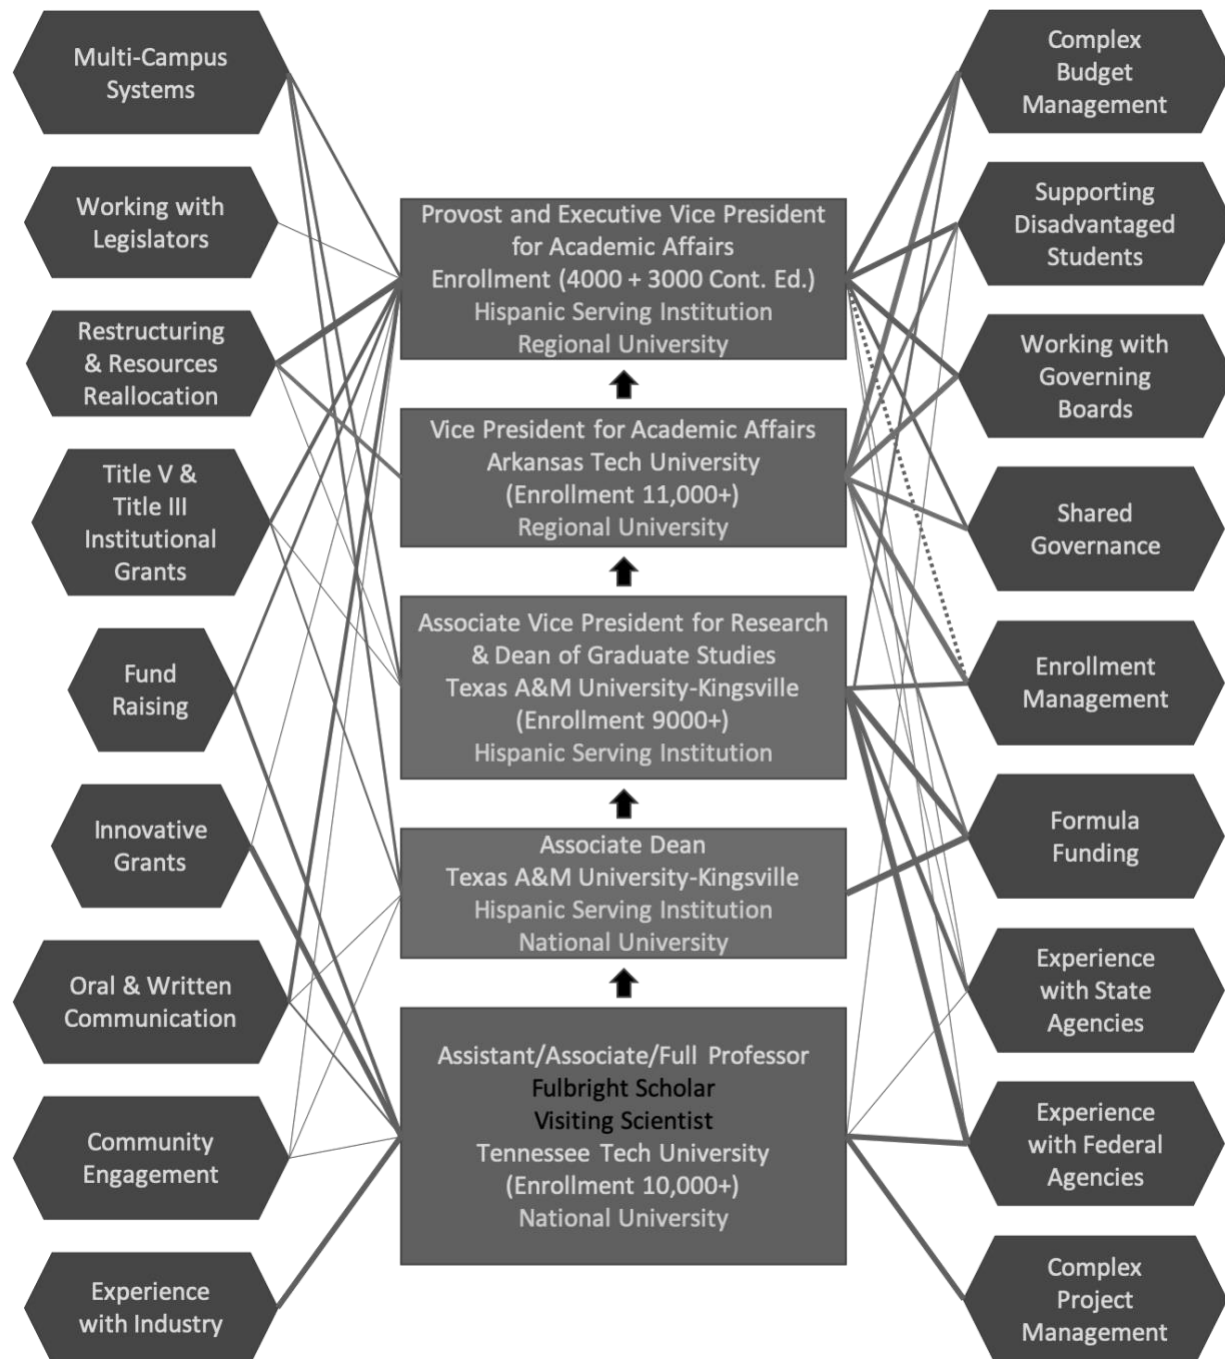 Multi-Campus
Systems
Working with
Legislators
Restructuring
& Resources
Reallocation
Title V &
Title III
Institutional
Grants
Fund
Raising
Innovative
Grants
Oral & Written
Communication
Community
Engagement
Experience
with Industry
Provost and Executive Vice President
for Academic Affairs
Enrollment (4000 + 3000 Cont. Ed.)
Hispanic Serving Institution
Regional University
Vice President for Academic Affairs
Arkansas Tech University
(Enrollment 11,000+)
Regional University
Associate Vice President for Research
& Dean of Graduate Studies
Texas A&M University-Kingsville
(Enrollment 9000+)
Hispanic Serving Institution
Associate Dean
Texas A&M University-Kingsville
Hispanic Serving Institution
National University
Assistant/Associate/Full Professor
Fulbright Scholar
Visiting Scientist
Tennessee Tech University
(Enrollment 10,000+)
National University
Complex
Budget
Management
Supporting
Disadvantaged
Students
Working with
Governing
Boards
Shared
Governance
Enrollment
Management
Formula
Funding
Experience
with State
Agencies
Experience
with Federal
Agencies
Complex
Project
Management